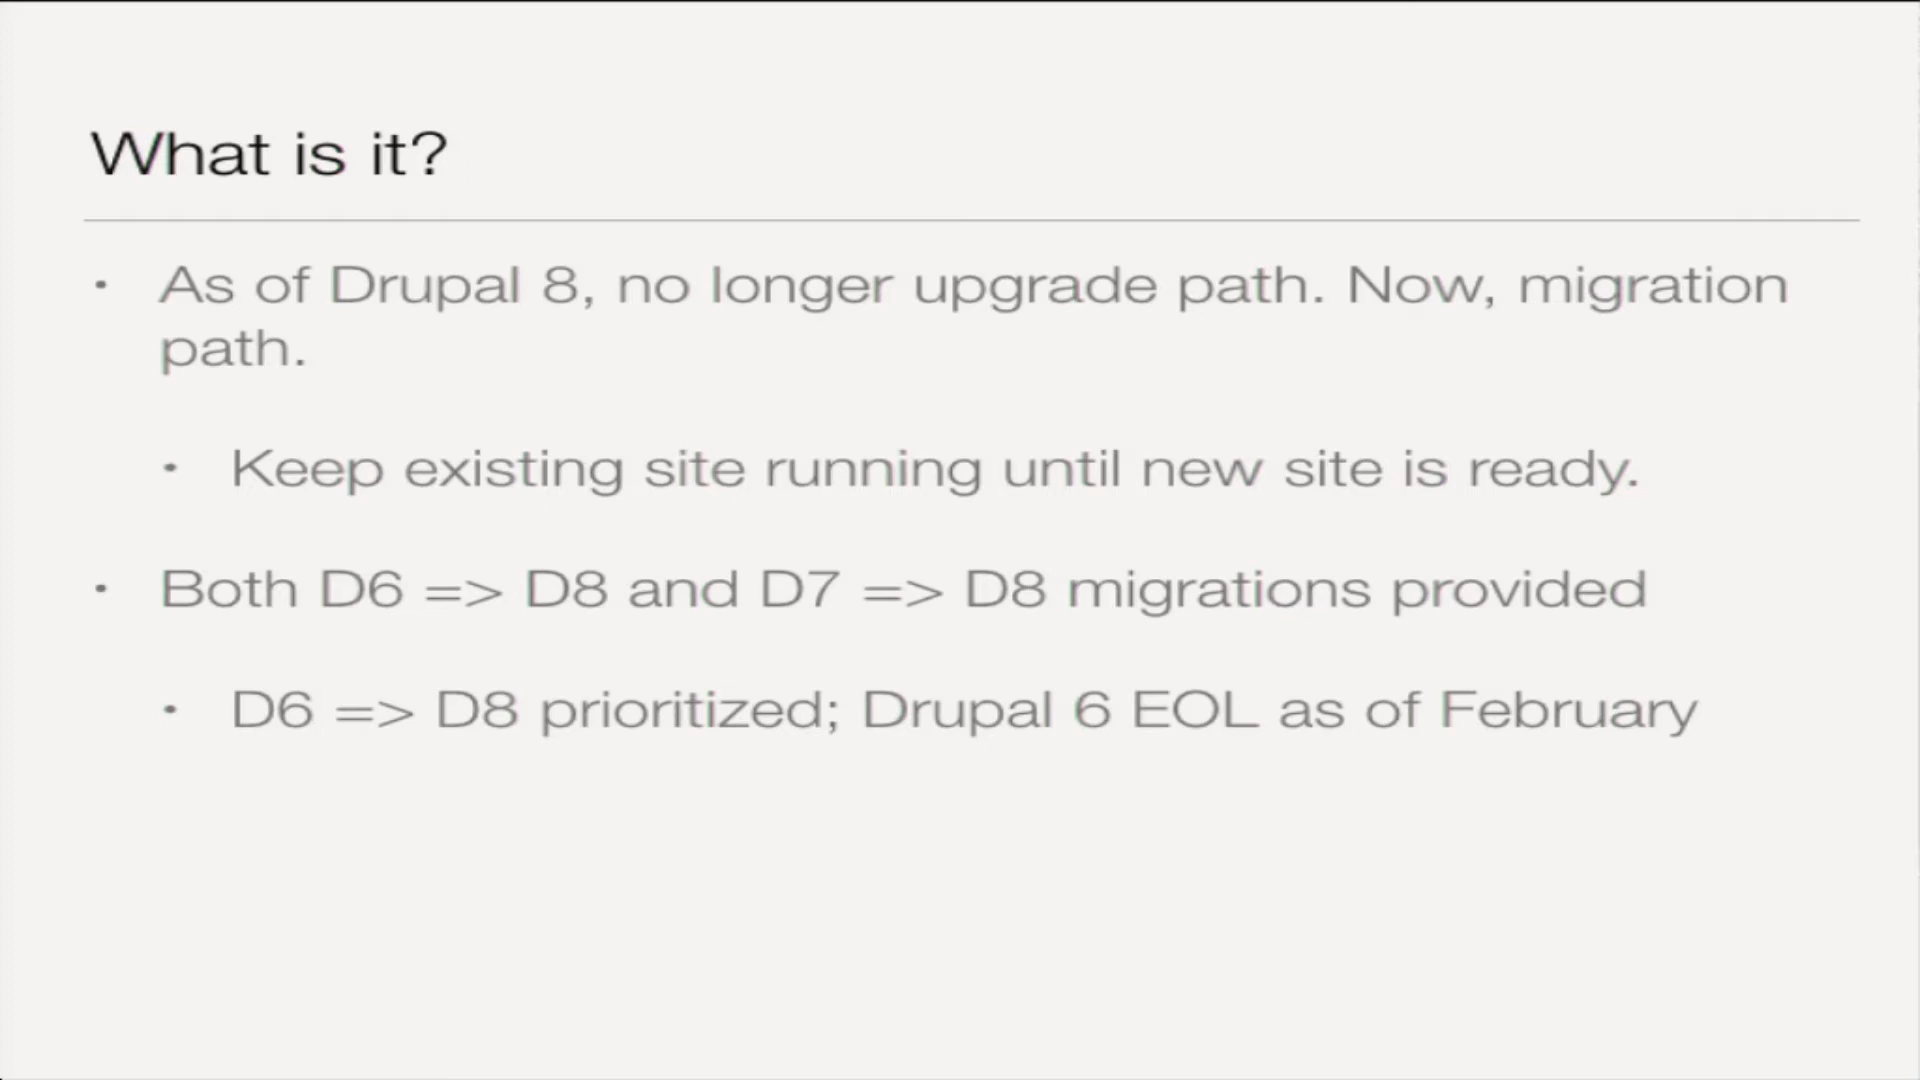 What is it?
• As of Drupal 8, no longer upgrade path. Now, migration
path.
• Keep existing site running until new site is ready.
• Both D6 => D8 and D7 => D8 migrations provided
• D6 => D8 prioritized; Drupal 6 EOL as of February